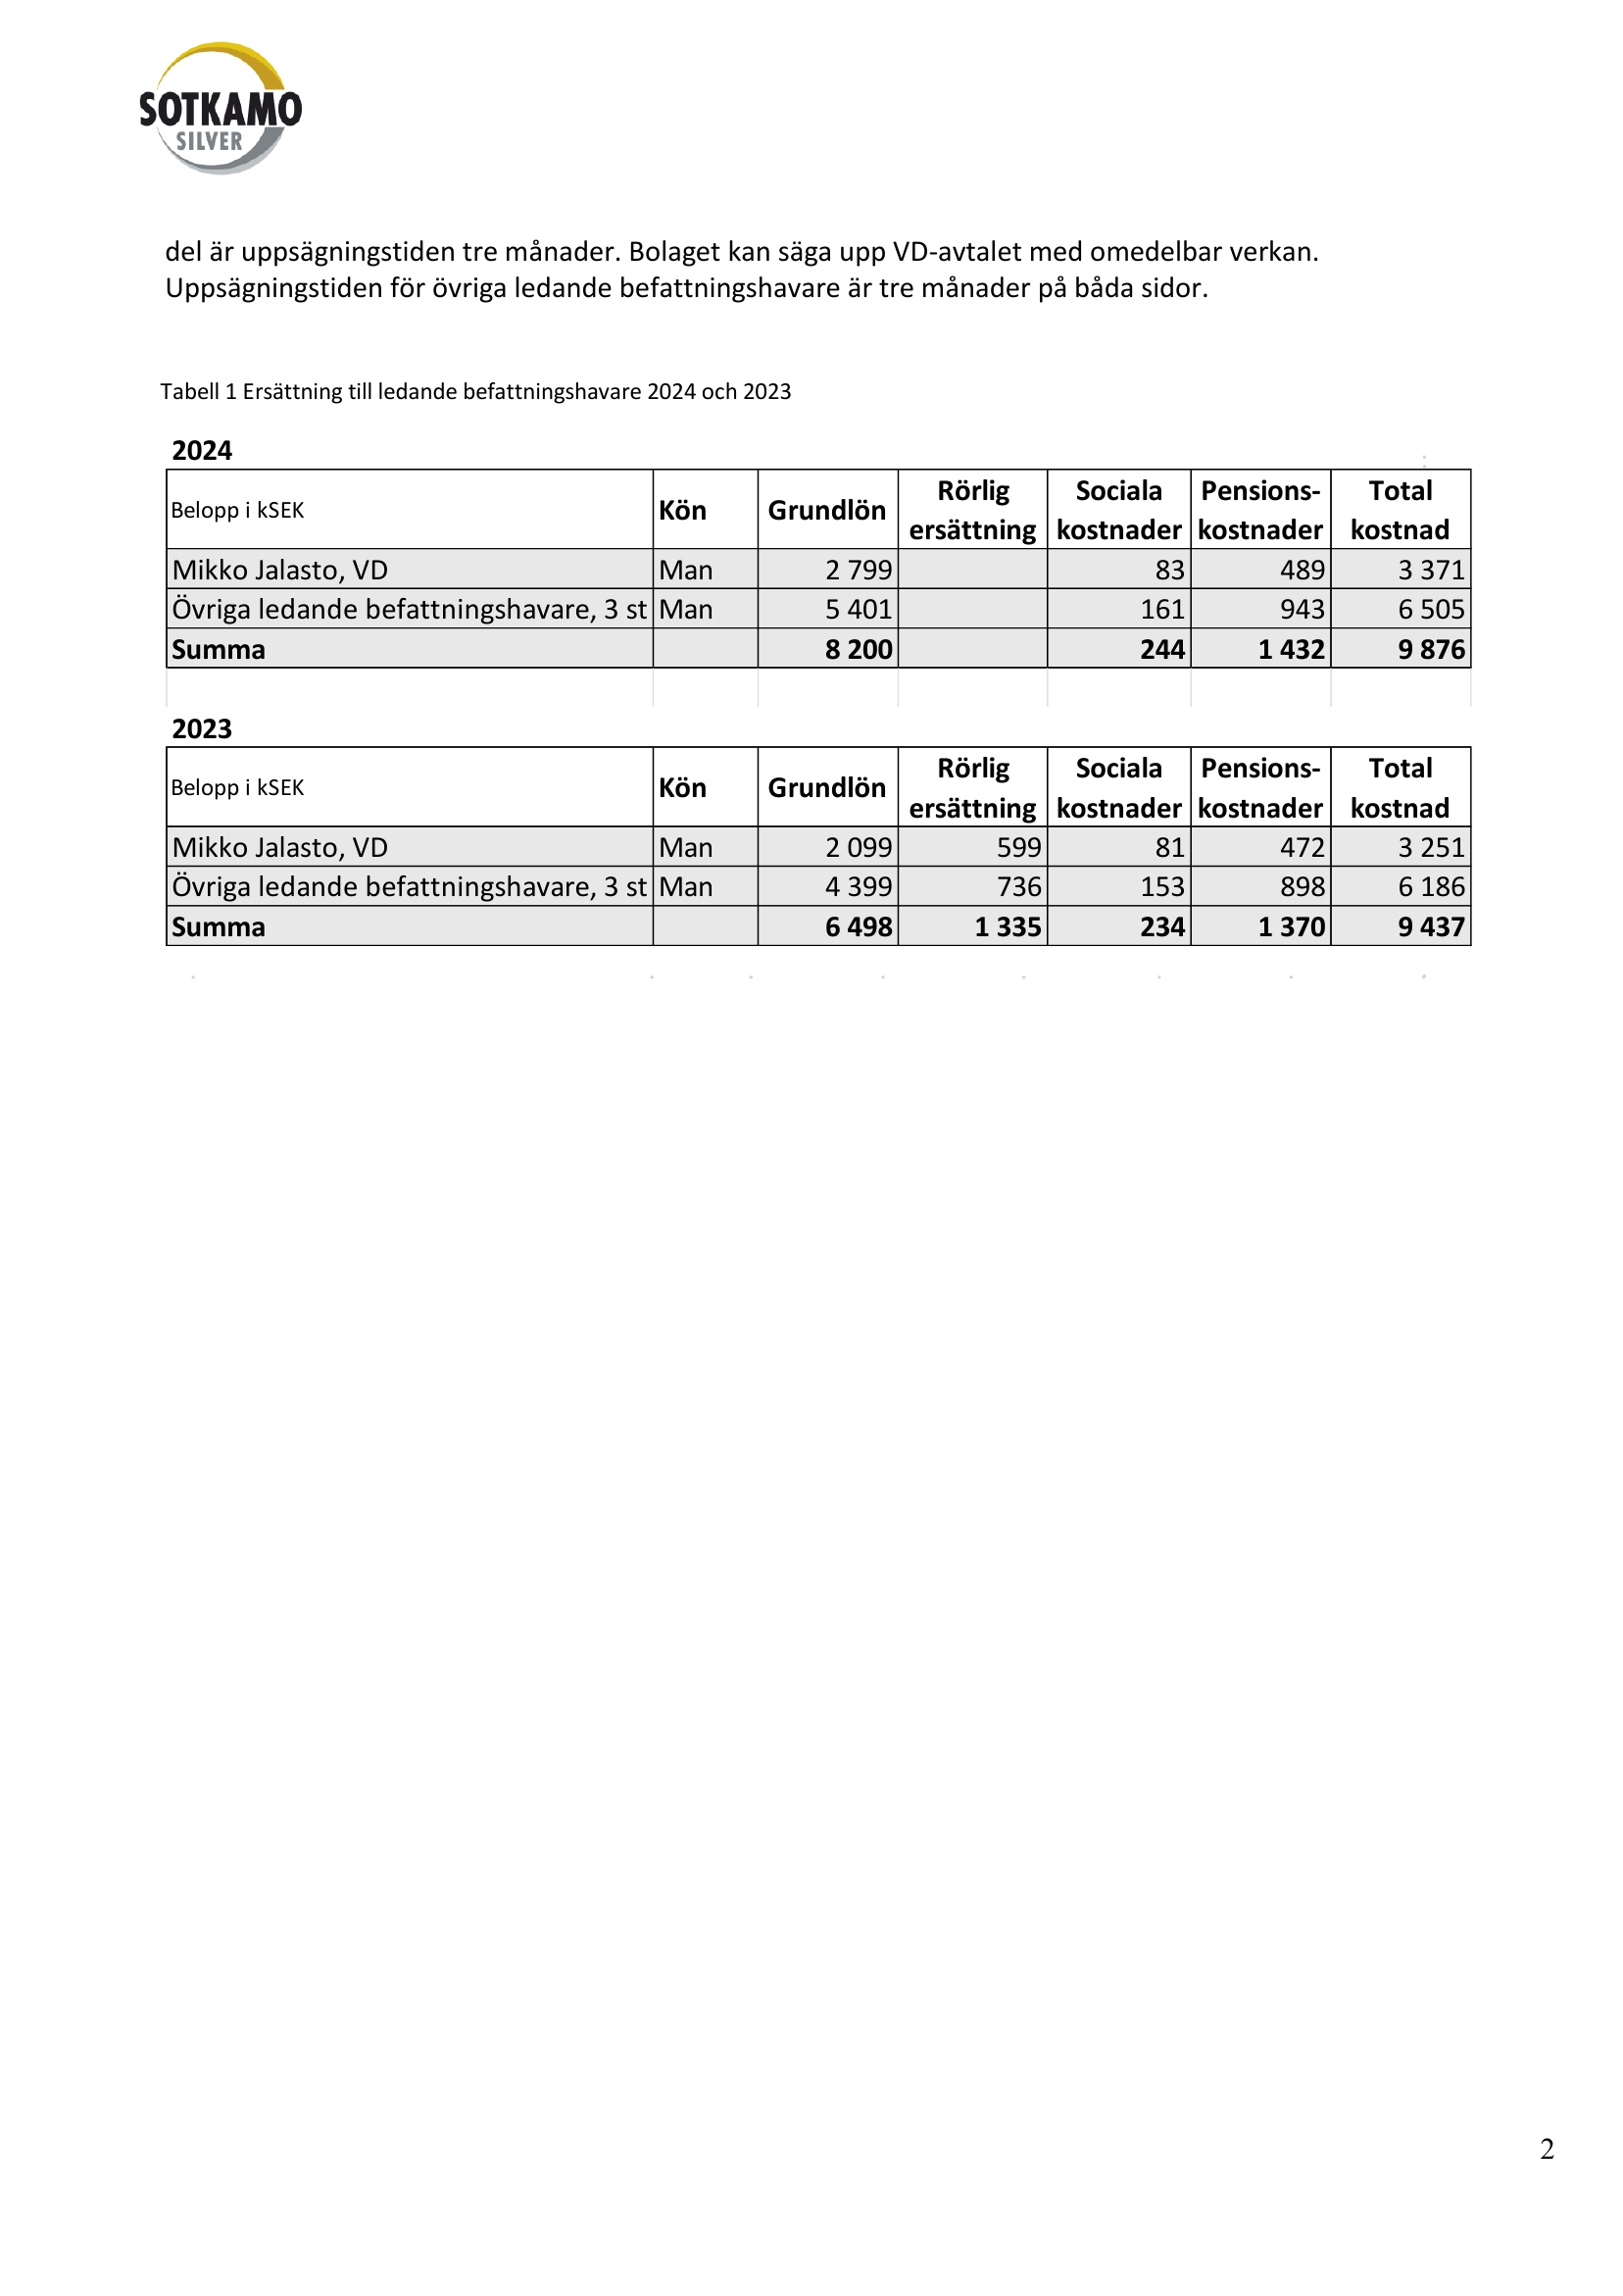 SOTKAMO
SILVER
del är uppsägningstiden tre månader. Bolaget kan säga upp VD-avtalet med omedelbar verkan.
Uppsägningstiden för övriga ledande befattningshavare är tre månader på båda sidor.
Tabell 1 Ersättning till ledande befattningshavare 2024 och 2023
2024
Belopp i kSEK Kön Grundlön Rörlig ersättning Sociala kostnader Pensions-kostnader Total kostnad
Mikko Jalasto, VD Man 2 799 83 489 3 371
Övriga ledande befattningshavare, 3 st Man 5 401 161 943 6 505
Summa 8 200 244 1 432 9 876
2023
Belopp i kSEK Kön Grundlön Rörlig ersättning Sociala kostnader Pensions-kostnader Total kostnad
Mikko Jalasto, VD Man 2 099 599 81 472 3 251
Övriga ledande befattningshavare, 3 st Man 4 399 736 153 898 6 186
Summa 6 498 1 335 234 1 370 9 437
2